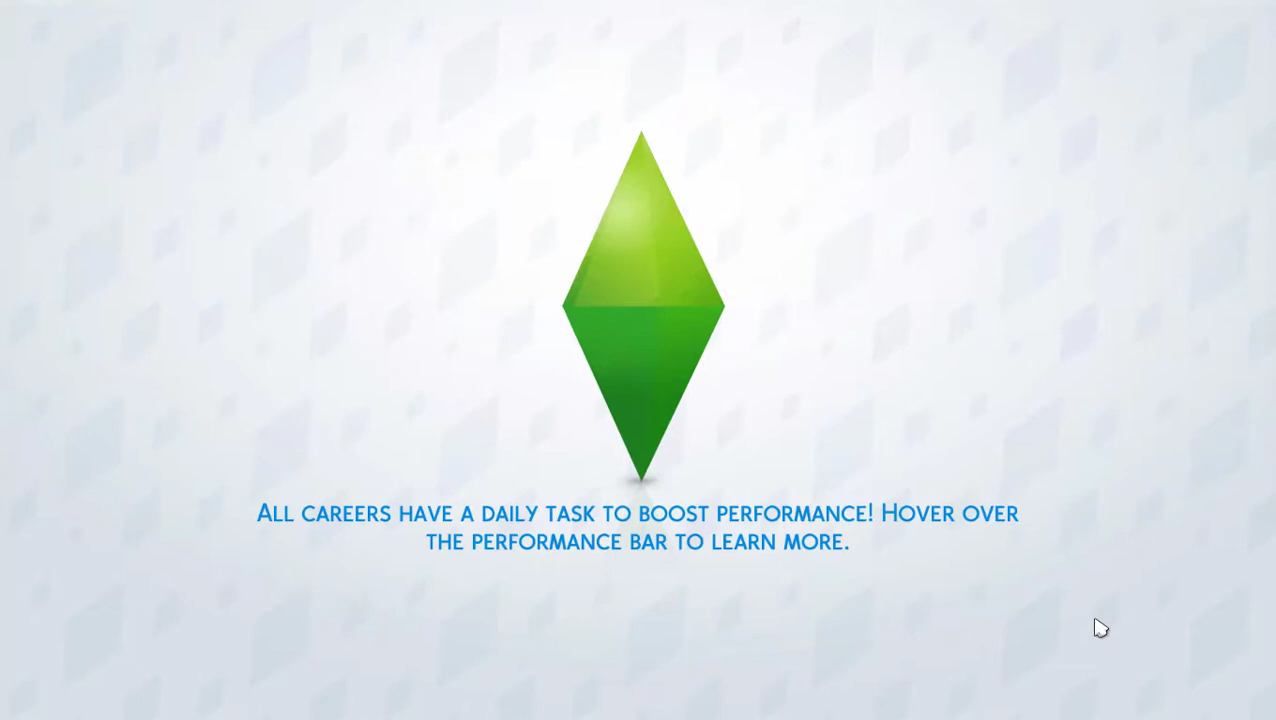 All careers have a daily task to boost performance! Hover over
the performance bar to learn more.